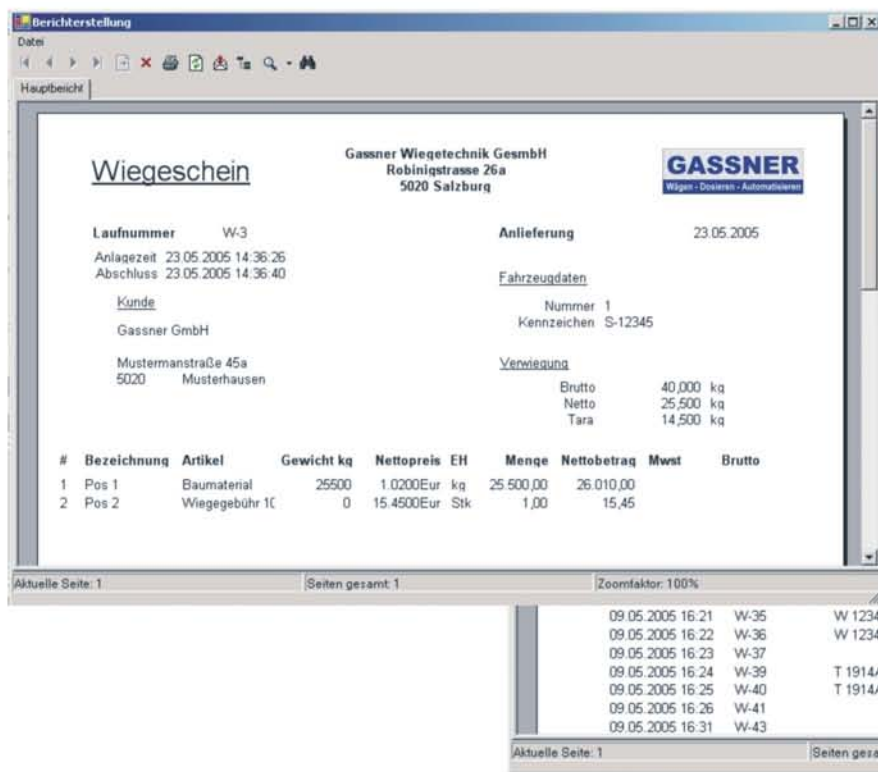 Berichterstellung
Datei
Hauptbericht
Wiegeschein
Gassner Wiegetechnik GesmbH
Robinigstrasse 26a
5020 Salzburg
GASSNER
Wägen - Dosieren - Automatisieren
Laufnummer W-3
Anlieferung 23.05.2005
Anlagezeit 23.05.2005 14:36:26
Abschluss 23.05.2005 14:36:40
Fahrzeugdaten
Kunde
Nummer 1
Gassner GmbH
Kennzeichen S-12345
Mustermanstraße 45a
5020 Musterhausen
Verwiegung
Brutto 40,000 kg
Netto 25,500 kg
Tara 14,500 kg
# Bezeichnung Artikel Gewicht kg Nettopreis EH Menge Nettobetrag Mwst Brutto
1 Pos 1 Baumaterial 25500 1.0200Eur kg 25.500,00 26.010,00
2 Pos 2 Wiegegebühr 10 0 15.4500Eur Stk 1,00 15,45
Aktuelle Seite: 1 Seiten gesamt: 1 Zoomfaktor: 100%
09.05.2005 16:21 W-35 W 1234
09.05.2005 16:22 W-36 W 1234
09.05.2005 16:23 W-37
09.05.2005 16:24 W-39 T 1914
09.05.2005 16:25 W-40 T 1914
09.05.2005 16:26 W-41
09.05.2005 16:31 W-43
Aktuelle Seite: 1 Seiten gesa